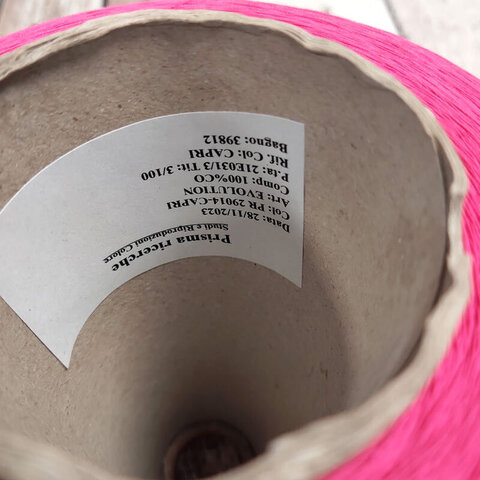 Prisma ricerche
Studi e Riproduzioni Colore
Data: 28/11/2023
Col: PR 29014-CAPRI
Art: EVOLUTION
Comp: 100%CO
P.ta: 21E031/3 Tit: 3/100
Rif. Col: CAPRI
Bagno: 39812